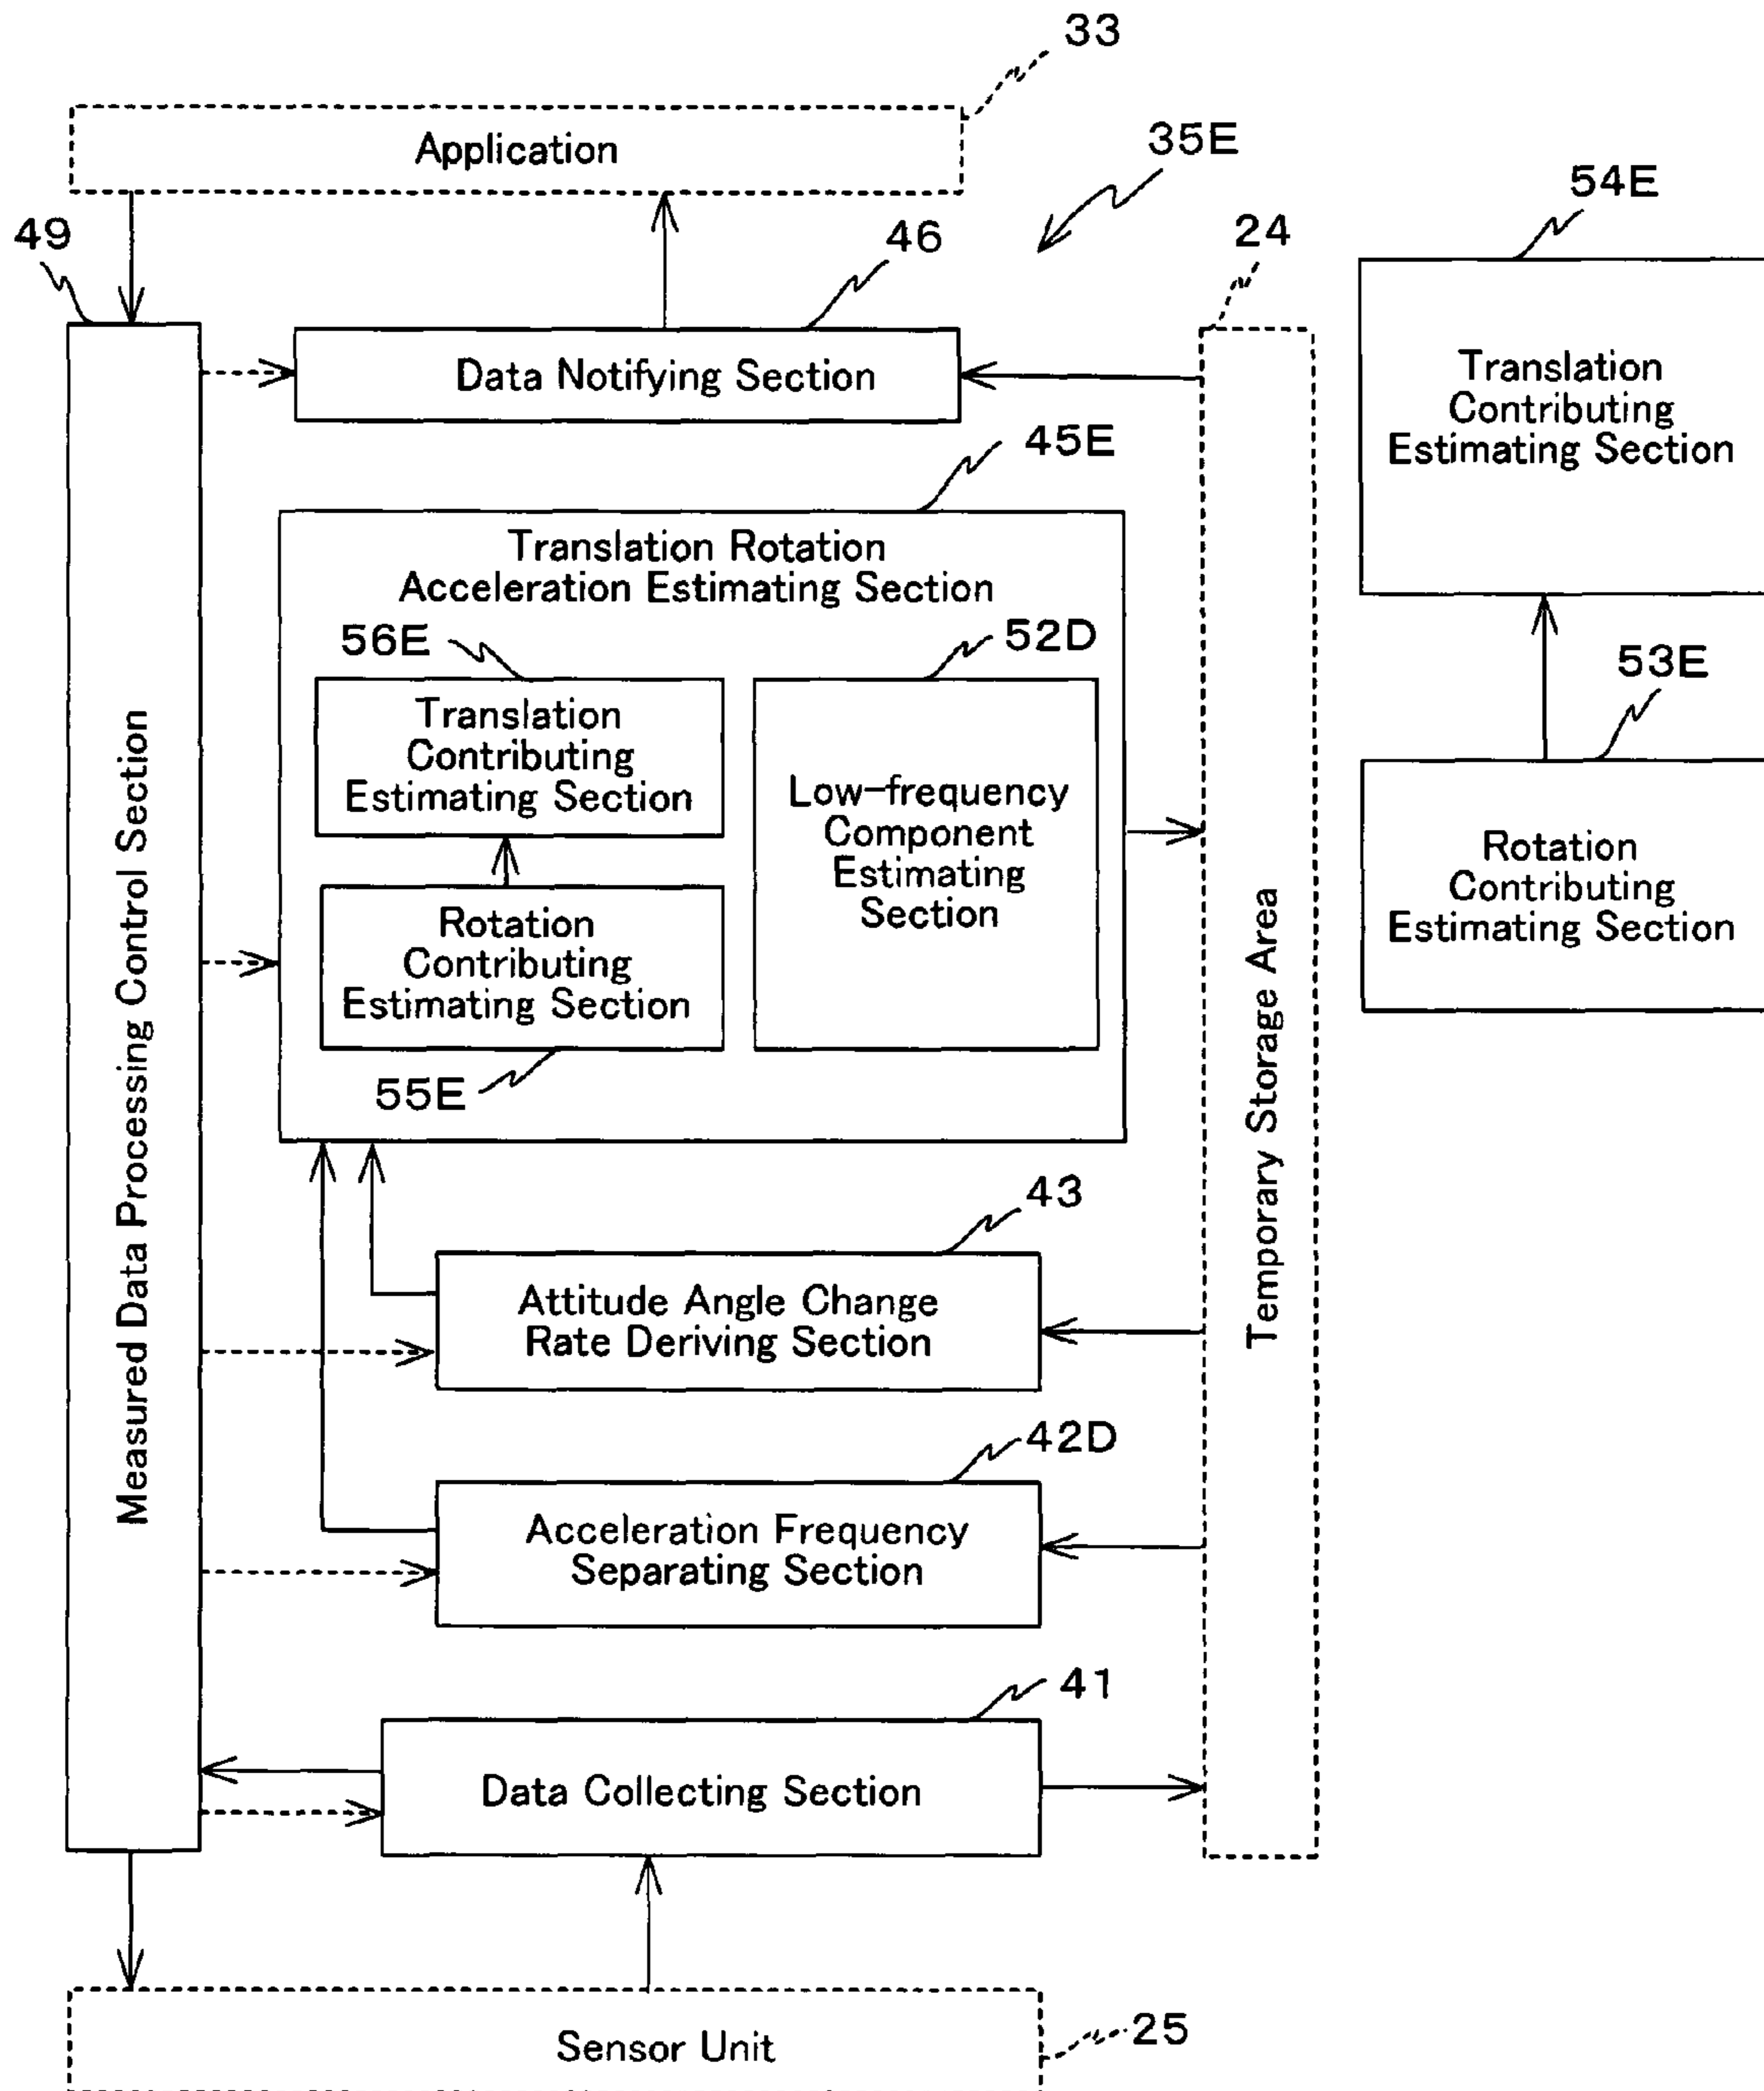 33
Application
35E
54E
49
46
24
Data Notifying Section
Translation
Contributing
Estimating Section
45E
Translation Rotation
Acceleration Estimating Section
56E
52D
53E
Translation
Contributing
Estimating Section
Low-frequency
Component
Estimating
Section
Rotation
Contributing
Estimating Section
Rotation
Contributing
Estimating Section
55E
Measured Data Processing Control Section
Temporary Storage Area
43
Attitude Angle Change
Rate Deriving Section
42D
Acceleration Frequency
Separating Section
41
Data Collecting Section
Sensor Unit
25